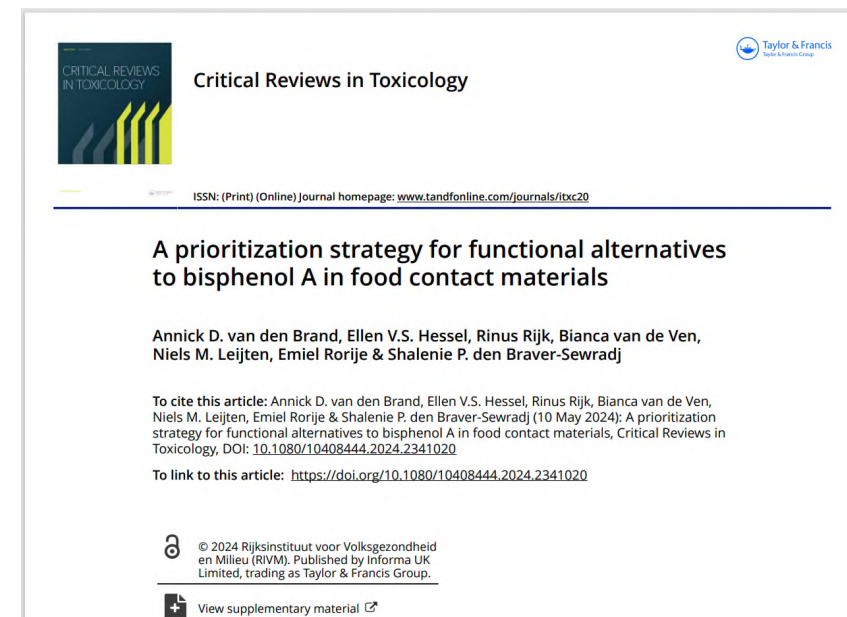 Taylor & Francis
Taylor & Francis Group
CRITICAL REVIEWS
IN TOXICOLOGY
Critical Reviews in Toxicology
ISSN: (Print) (Online) Journal homepage: www.tandfonline.com/journals/itxc20
A prioritization strategy for functional alternatives
to bisphenol A in food contact materials
Annick D. van den Brand, Ellen V.S. Hessel, Rinus Rijk, Bianca van de Ven,
Niels M. Leijten, Emiel Rorije & Shalenie P. den Braver-Sewradj
To cite this article: Annick D. van den Brand, Ellen V.S. Hessel, Rinus Rijk, Bianca van de Ven,
Niels M. Leijten, Emiel Rorije & Shalenie P. den Braver-Sewradj (10 May 2024): A prioritization
strategy for functional alternatives to bisphenol A in food contact materials, Critical Reviews in
Toxicology, DOI: 10.1080/10408444.2024.2341020
To link to this article: https://doi.org/10.1080/10408444.2024.2341020
© 2024 Rijksinstituut voor Volksgezondheid
en Milieu (RIVM). Published by Informa UK
Limited, trading as Taylor & Francis Group.
View supplementary material